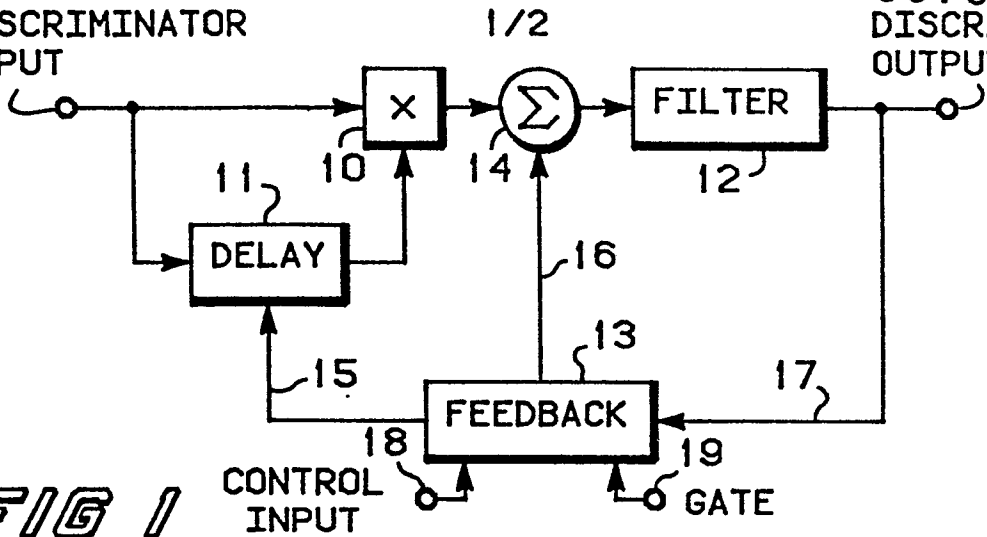 SCRIMINATOR
PUT
1/2
DISCR
OUTPUT
X
10
Σ
14
FILTER
12
11
DELAY
16
15
13
FEEDBACK
17
18
CONTROL
INPUT
19
GATE
FIG 1